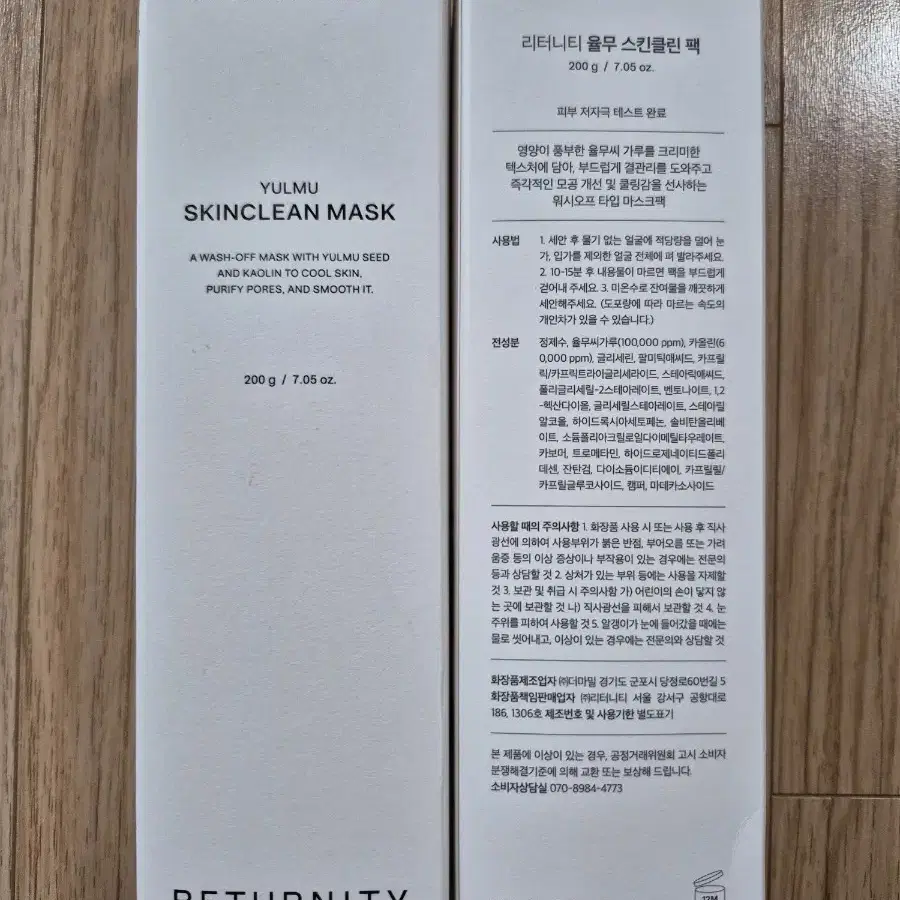 YULMU
SKINCLEAN MASK
A WASH-OFF MASK WITH YULMU SEED
AND KAOLIN TO COOL SKIN,
PURIFY PORES, AND SMOOTH IT.
200 g / 7.05 oz.
RETURNITY
리터니티 율무 스킨클린 팩
200 g / 7.05 oz.
피부 저자극 테스트 완료
영양이 풍부한 율무씨 가루를 크리미한
텍스처에 담아, 부드럽게 결관리를 도와주고
즉각적인 모공 개선 및 쿨링감을 선사하는
워시오프 타입 마스크팩
사용법 1. 세안 후 물기 없는 얼굴에 적당량을 덜어 눈
가, 입가를 제외한 얼굴 전체에 펴 발라주세요.
2. 10-15분 후 내용물이 마르면 팩을 부드럽게
걷어내 주세요. 3. 미온수로 잔여물을 깨끗하게
세안해주세요. (도포량에 따라 마르는 속도의
개인차가 있을 수 있습니다.)
전성분 정제수, 율무씨가루(100,000 ppm), 카올린(6
0,000 ppm), 글리세린, 팔미틱애씨드, 카프릴
릭/카프릭트라이글리세라이드, 스테아릭애씨드,
폴리글리세릴-2스테아레이트, 벤토나이트, 1,2
-헥산다이올, 글리세릴스테아레이트, 스테아릴
알코올, 하이드록시아세토페논, 솔비탄올리베
이트, 소듐폴리아크릴로일다이메틸타우레이트,
카보머, 트로메타민, 하이드로제네이티드폴리
데센, 잔탄검, 다이소듐이디티에이, 카프릴릴/
카프릴글루코사이드, 캠퍼, 마데카소사이드
사용할 때의 주의사항 1. 화장품 사용 시 또는 사용 후 직사
광선에 의하여 사용부위가 붉은 반점, 부어오름 또는 가려
움증 등의 이상 증상이나 부작용이 있는 경우에는 전문의
등과 상담할 것 2. 상처가 있는 부위 등에는 사용을 자제할
것 3. 보관 및 취급 시 주의사항 가) 어린이의 손이 닿지 않
는 곳에 보관할 것 나) 직사광선을 피해서 보관할 것 4. 눈
주위를 피하여 사용할 것 5. 알갱이가 눈에 들어갔을 때에는
물로 씻어내고, 이상이 있는 경우에는 전문의와 상담할 것
화장품제조업자 ㈜더마밀 경기도 군포시 당정로60번길 5
화장품책임판매업자 ㈜리터니티 서울 강서구 공항대로
186, 1306호 제조번호 및 사용기한 별도표기
본 제품에 이상이 있는 경우, 공정거래위원회 고시 소비자
분쟁해결기준에 의해 교환 또는 보상해 드립니다.
소비자상담실 070-8984-4773
12M